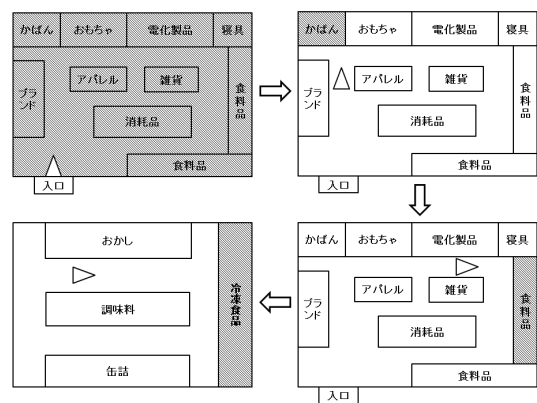 かばん
おもちゃ
電化製品
寝具
ブラ
ンド
アパレル
雑貨
食料品
消耗品
食料品
入口
かばん
おもちゃ
電化製品
寝具
ブラ
ンド
アパレル
雑貨
食料品
消耗品
食料品
入口
おかし
調味料
缶詰
冷凍食品
かばん
おもちゃ
電化製品
寝具
ブラ
ンド
アパレル
雑貨
食料品
消耗品
食料品
入口